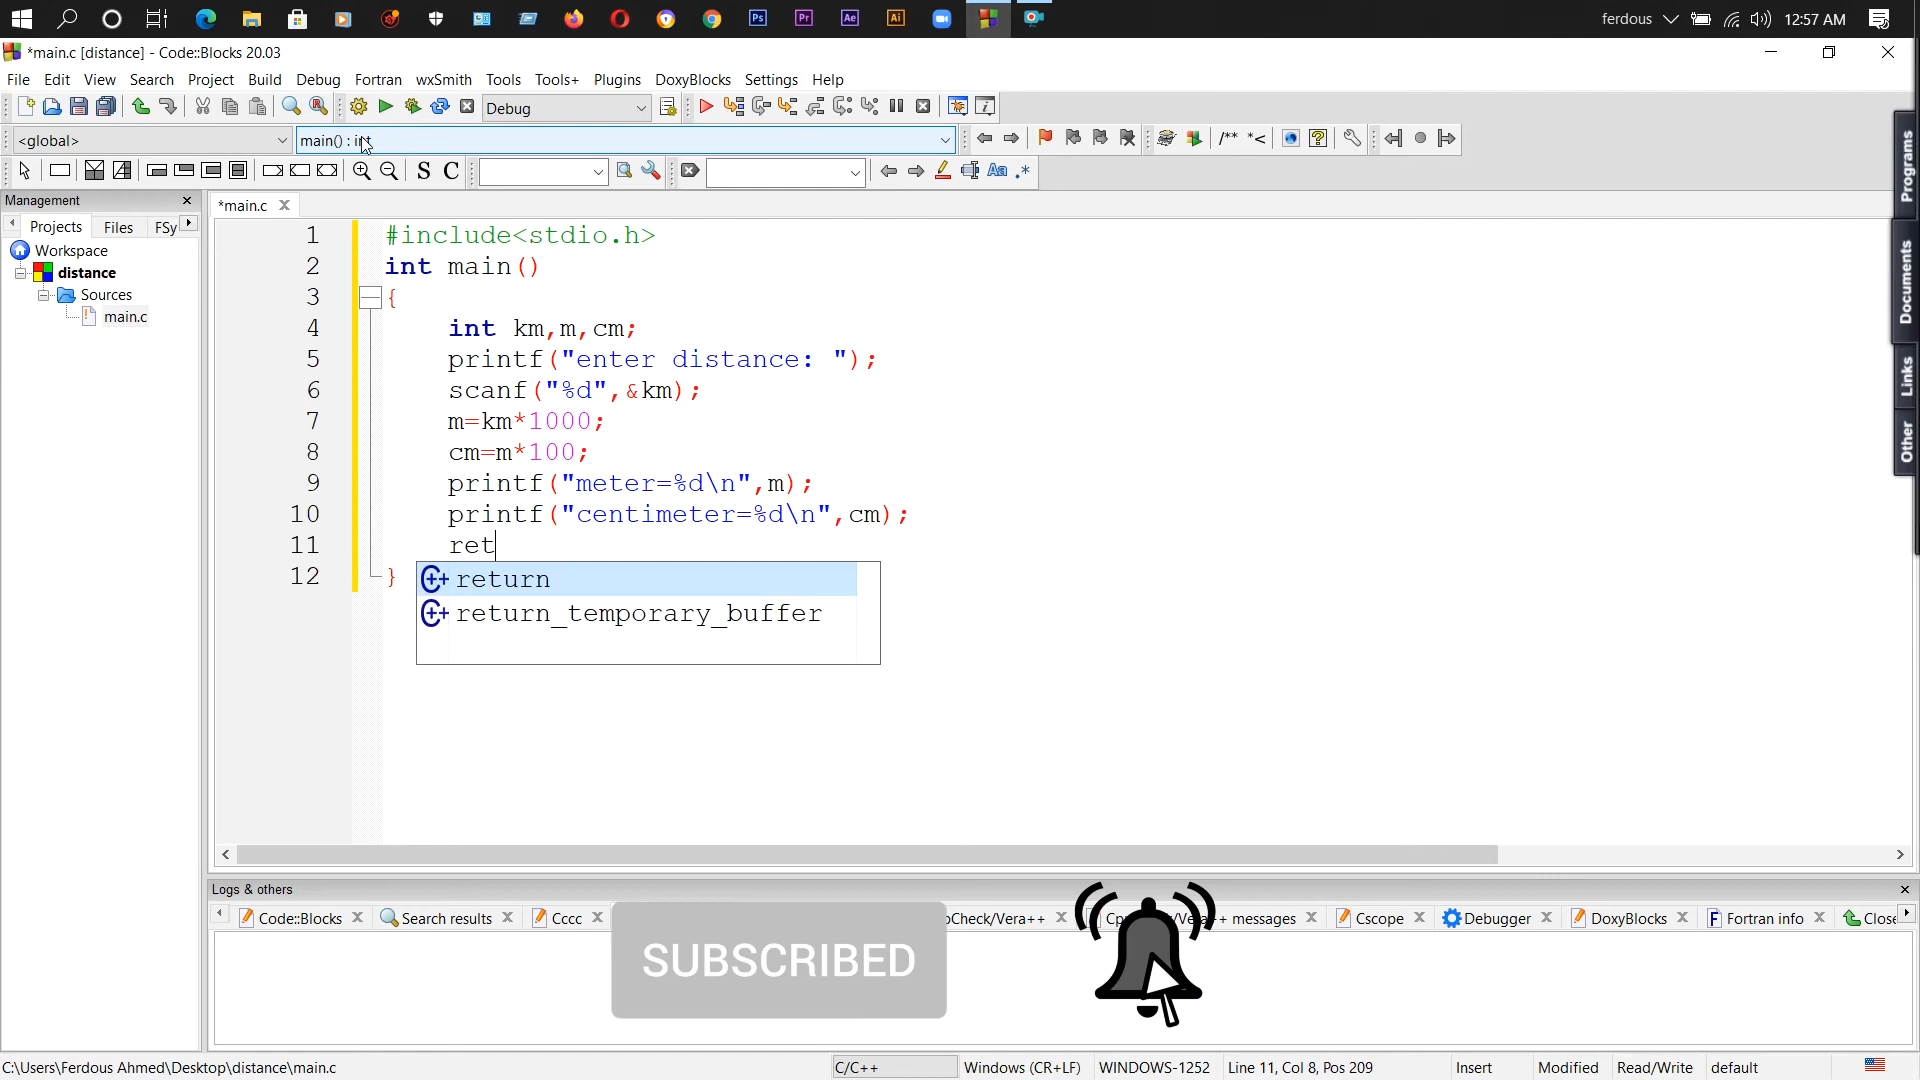 ferdous
12:57 AM
Ps Pr Ae Ai
*main.c [distance] - Code::Blocks 20.03
File Edit View Search Project Build Debug Fortran wxSmith Tools Tools+ Plugins DoxyBlocks Settings Help
Debug
<global>
main() : int
/** *<
S C
Aa .*
Management
Projects Files FSy
Workspace
distance
Sources
main.c
*main.c
1 #include<stdio.h>
2 int main()
3 {
4 int km,m,cm;
5 printf("enter distance: ");
6 scanf("%d",&km);
7 m=km*1000;
8 cm=m*100;
9 printf("meter=%d\n",m);
10 printf("centimeter=%d\n",cm);
11 ret
12 }
return
return_temporary_buffer
Programs
Documents
Links
Other
Logs & others
Code::Blocks Search results Cccc Check/Vera++ messages Cscope Debugger DoxyBlocks Fortran info Close
SUBSCRIBED
C:\Users\Ferdous Ahmed\Desktop\distance\main.c C/C++ Windows (CR+LF) WINDOWS-1252 Line 11, Col 8, Pos 209 Insert Modified Read/Write default